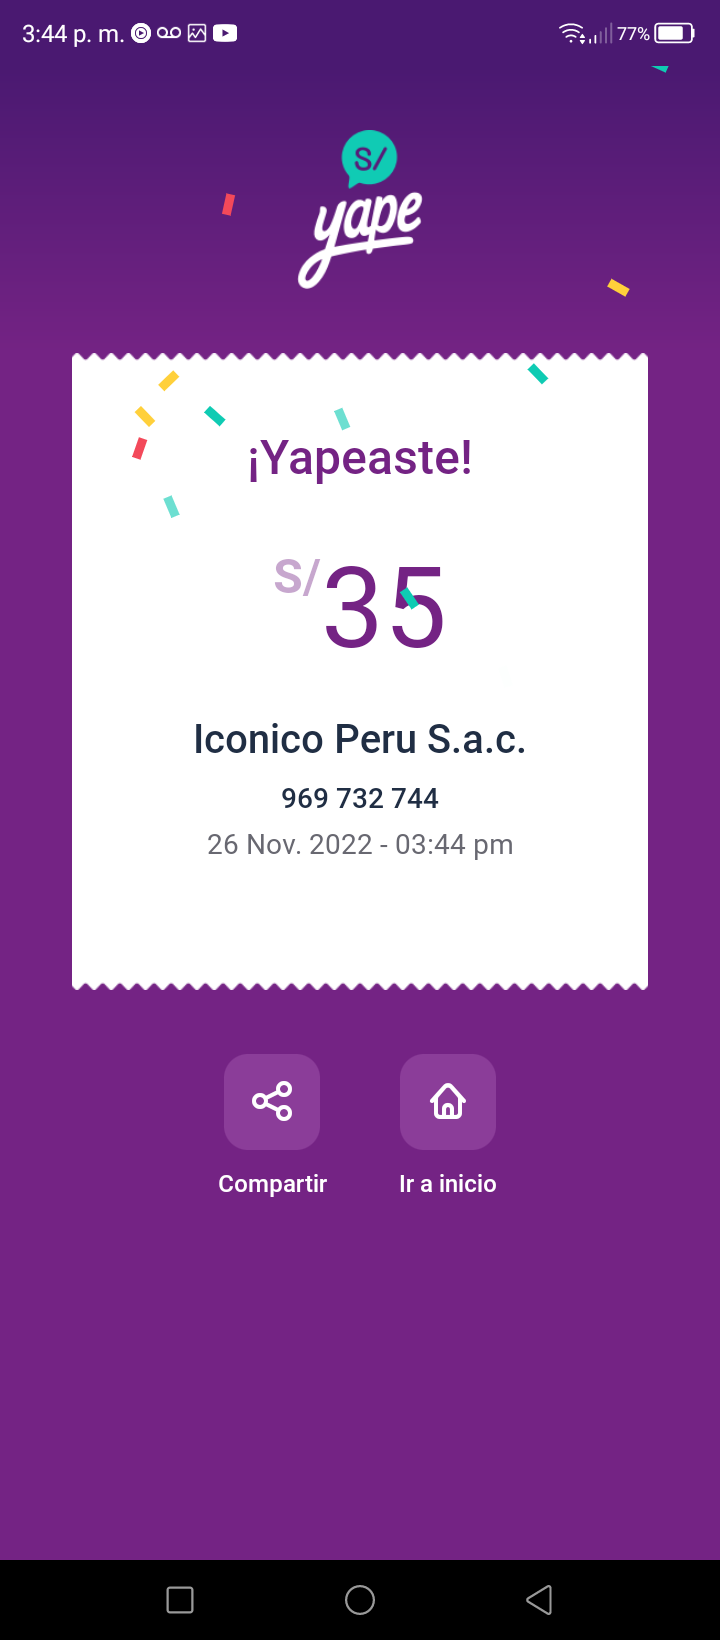 3:44 p. m. 77%
S/
yape
¡Yapeaste!
S/35
Iconico Peru S.a.c.
969 732 744
26 Nov. 2022 - 03:44 pm
Compartir
Ir a inicio